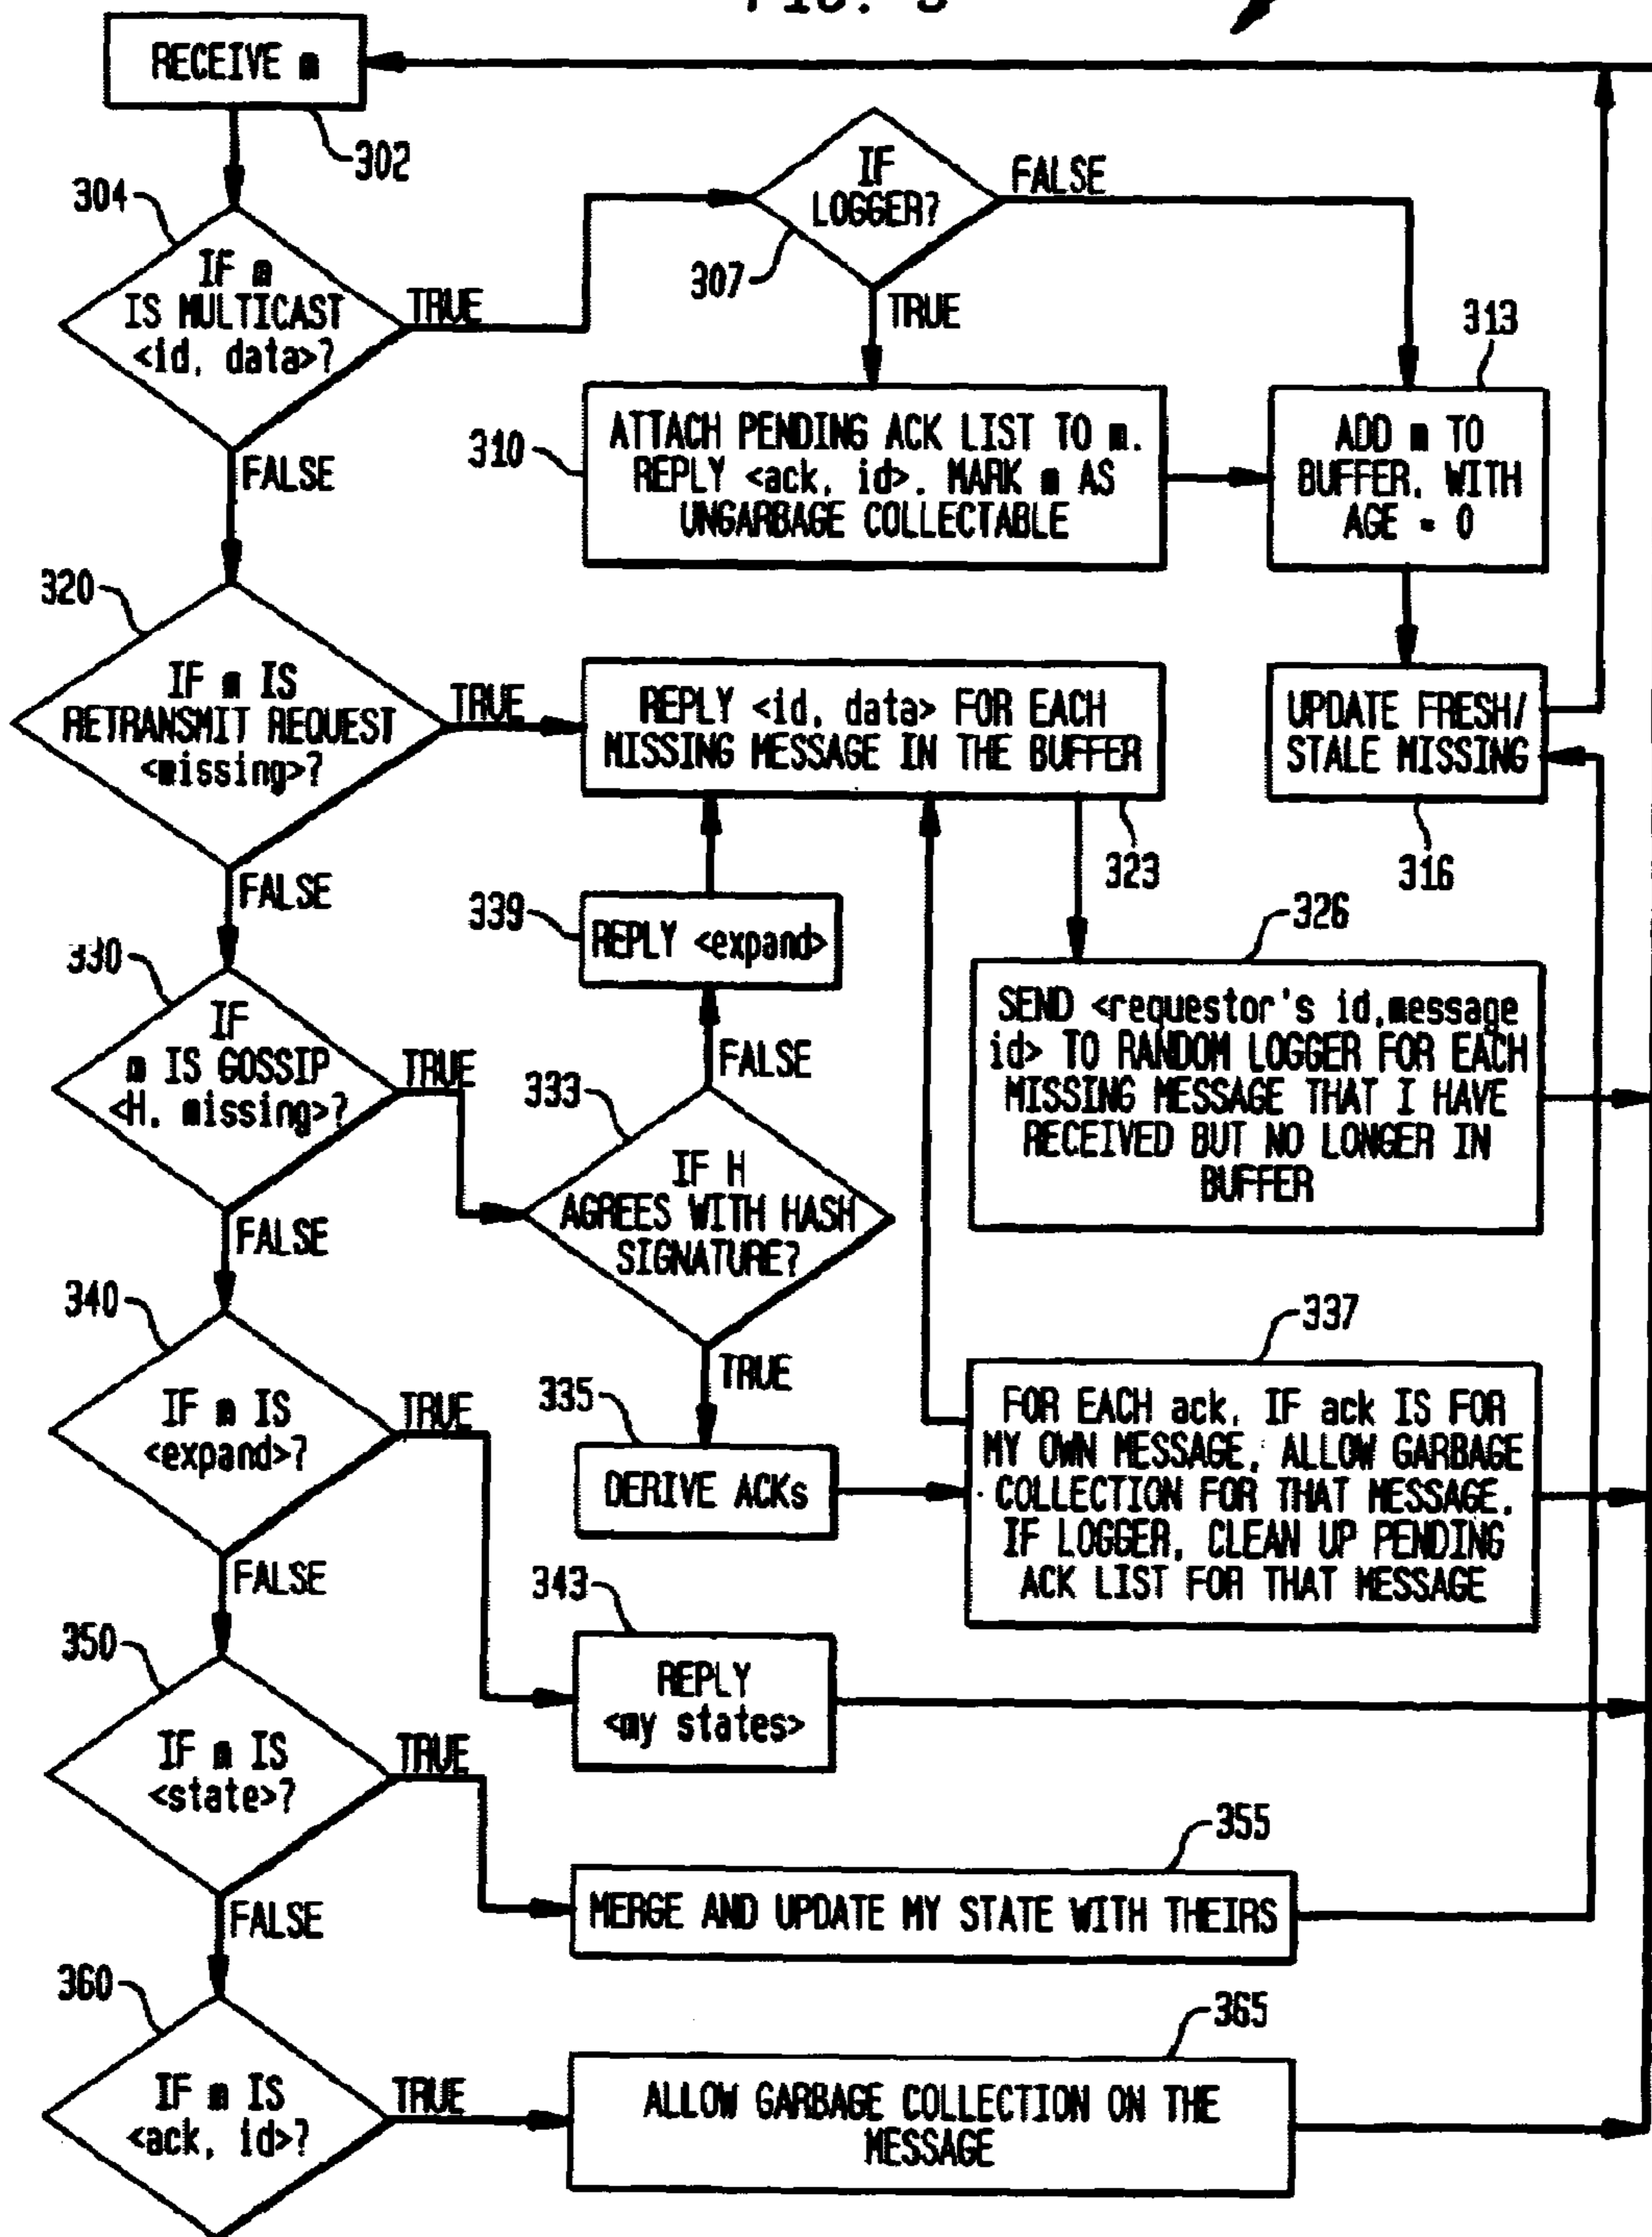 FIG. 3
RECEIVE m
302
304
IF m
IS MULTICAST
<id, data>?
TRUE
FALSE
IF
LOGGER?
307
FALSE
TRUE
310
ATTACH PENDING ACK LIST TO m.
REPLY <ack, id>. MARK m AS
UNGARBAGE COLLECTABLE
313
ADD m TO
BUFFER, WITH
AGE = 0
320
IF m IS
RETRANSMIT REQUEST
<missing>?
TRUE
FALSE
REPLY <id, data> FOR EACH
MISSING MESSAGE IN THE BUFFER
323
UPDATE FRESH/
STALE MISSING
316
339
REPLY <expand>
326
SEND <requestor's id,message
id> TO RANDOM LOGGER FOR EACH
MISSING MESSAGE THAT I HAVE
RECEIVED BUT NO LONGER IN
BUFFER
330
IF
m IS GOSSIP
<H, missing>?
TRUE
FALSE
333
FALSE
IF H
AGREES WITH HASH
SIGNATURE?
TRUE
335
DERIVE ACKs
337
FOR EACH ack, IF ack IS FOR
MY OWN MESSAGE, ALLOW GARBAGE
COLLECTION FOR THAT MESSAGE.
IF LOGGER, CLEAN UP PENDING
ACK LIST FOR THAT MESSAGE
340
IF m IS
<expand>?
TRUE
FALSE
343
REPLY
<my states>
350
IF m IS
<state>?
TRUE
FALSE
355
MERGE AND UPDATE MY STATE WITH THEIRS
360
IF m IS
<ack, id>?
TRUE
365
ALLOW GARBAGE COLLECTION ON THE
MESSAGE